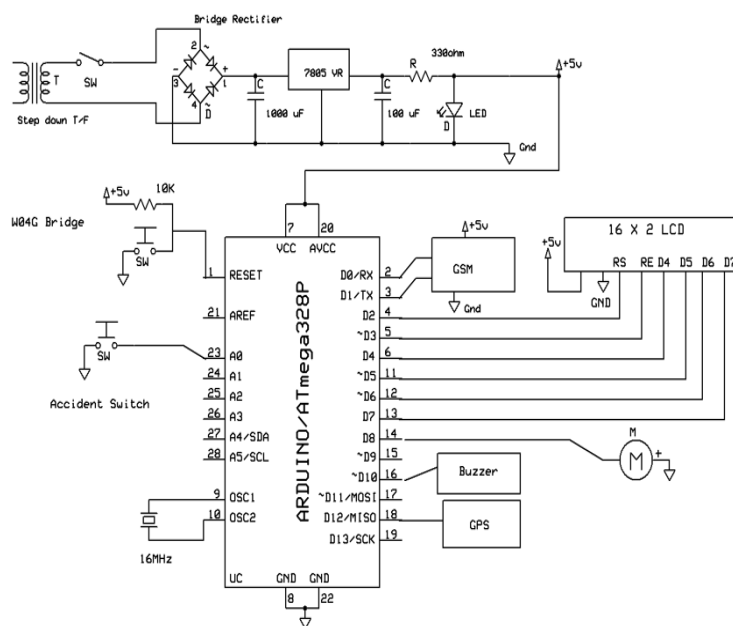 Bridge Rectifier
2 ~
- +
3 1
4 ~
D
T
SW
Step down T/F
C
1000 uF
7805 VR
C
100 uF
R
330ohm
D
LED
+5v
Gnd
+5v
10K
W04G Bridge
SW
7 20
VCC AVCC
ARDUINO/ATmega328P
1 RESET
21 AREF
23 A0
24 A1
25 A2
26 A3
27 A4/SDA
28 A5/SCL
9 OSC1
10 OSC2
UC
GND GND
8 22
SW
Accident Switch
16MHz
D0/RX 2
D1/TX 3
D2 4
~D3 5
D4 6
~D5 11
~D6 12
D7 13
D8 14
~D9 15
~D10 16
~D11/MOSI 17
D12/MISO 18
D13/SCK 19
+5v
GSM
Gnd
16 X 2 LCD
+5v
GND
RS RE D4 D5 D6 D7
M
M
+
Buzzer
GPS